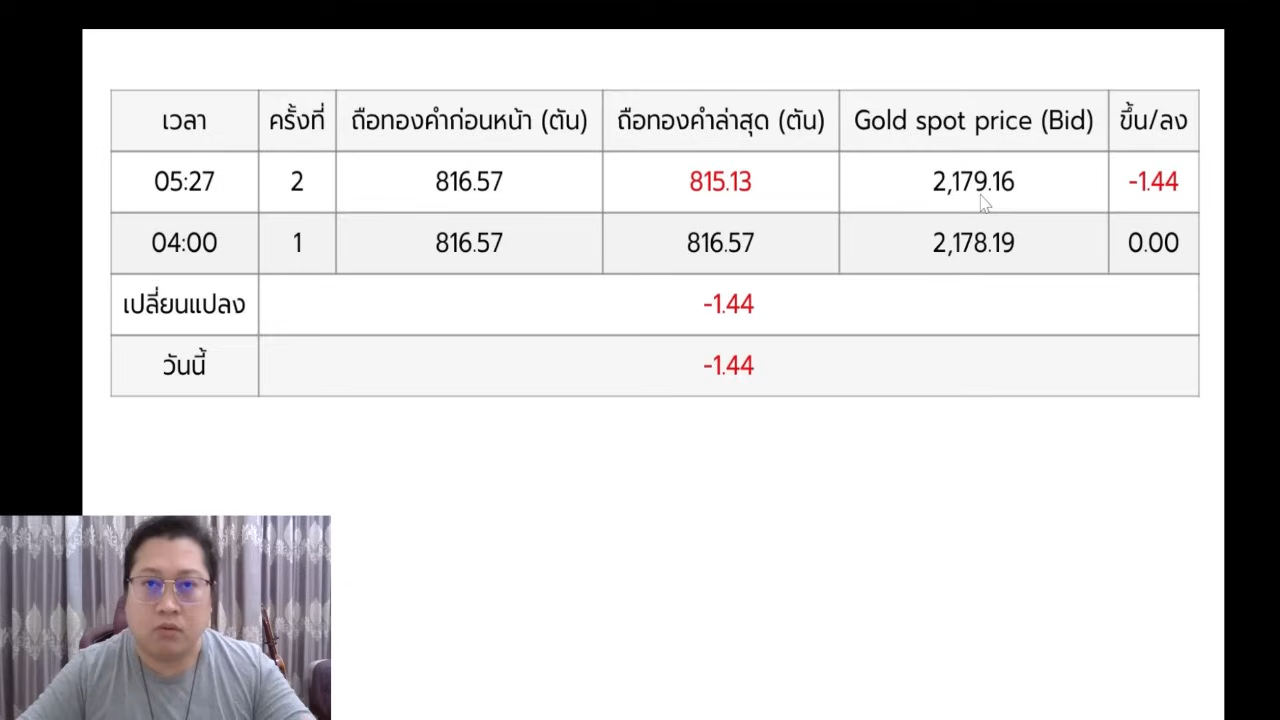 เวลา ครั้งที่ ถือทองคำก่อนหน้า (ตัน) ถือทองคำล่าสุด (ตัน) Gold spot price (Bid) ขึ้น/ลง
05:27 2 816.57 815.13 2,179.16 -1.44
04:00 1 816.57 816.57 2,178.19 0.00
เปลี่ยนแปลง -1.44
วันนี้ -1.44